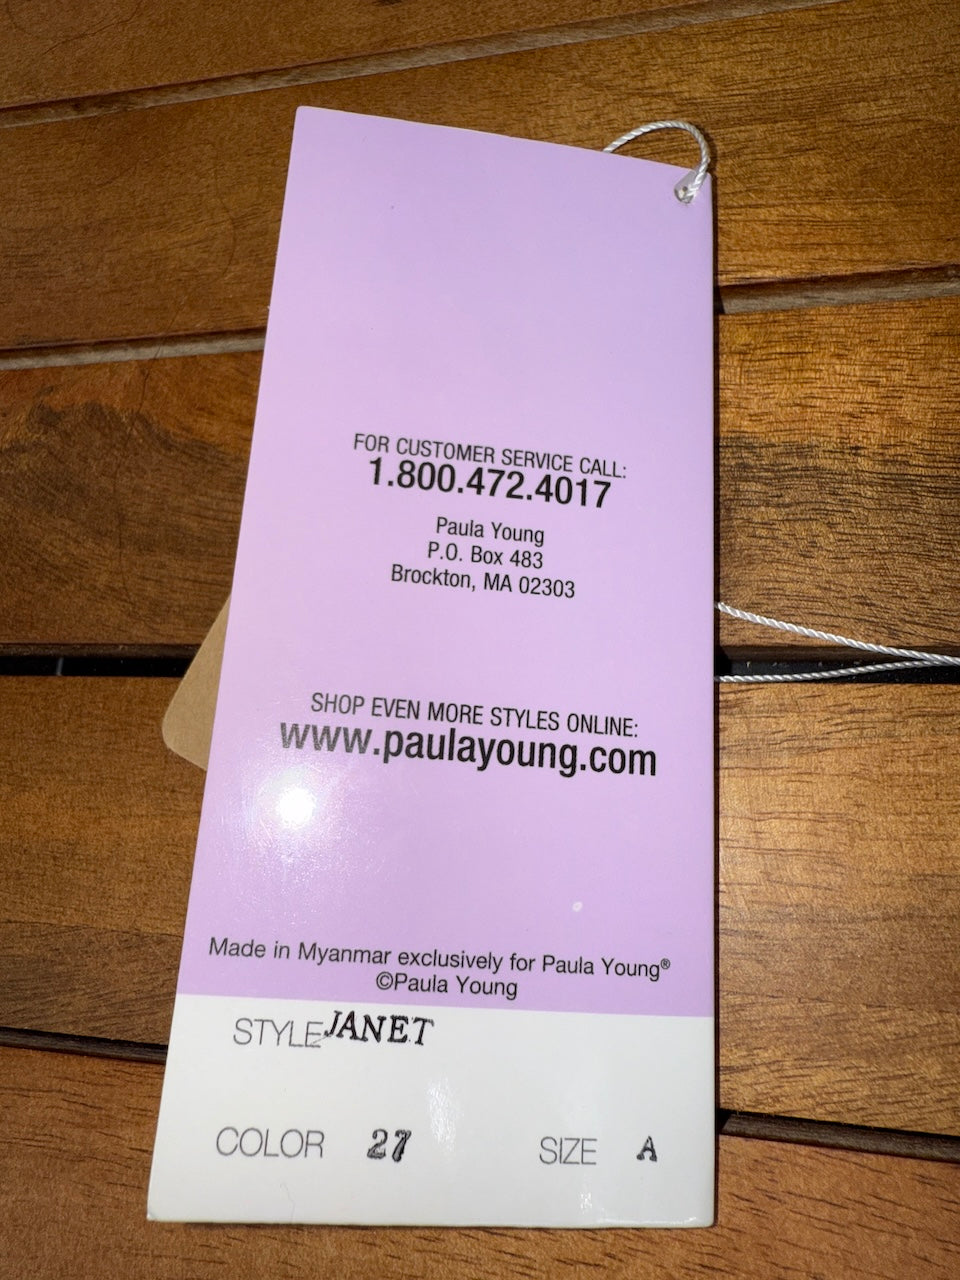 FOR CUSTOMER SERVICE CALL:
1.800.472.4017
Paula Young
P.O. Box 483
Brockton, MA 02303
SHOP EVEN MORE STYLES ONLINE:
www.paulayoung.com
Made in Myanmar exclusively for Paula Young®
©Paula Young
STYLE JANET
COLOR 27 SIZE A